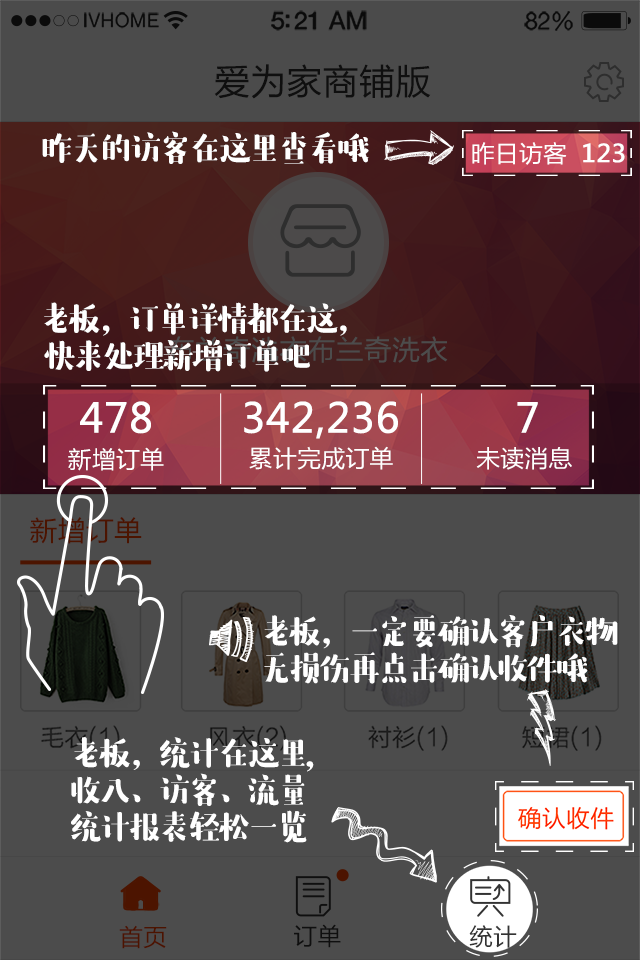 IVHOME
5:21 AM
82%
爱为家商铺版
昨天的访客在这里查看哦
昨日访客 123
老板，订单详情都在这，
快来处理新增订单吧
布兰奇洗衣
478
342,236
7
新增订单
累计完成订单
未读消息
新增订单
老板，一定要确认客户衣物
无损伤再点击确认收件哦
毛衣(1)
风衣(2)
衬衫(1)
短裙(1)
老板，统计在这里，
收八、访客、流量
统计报表轻松一览
确认收件
首页
订单
统计